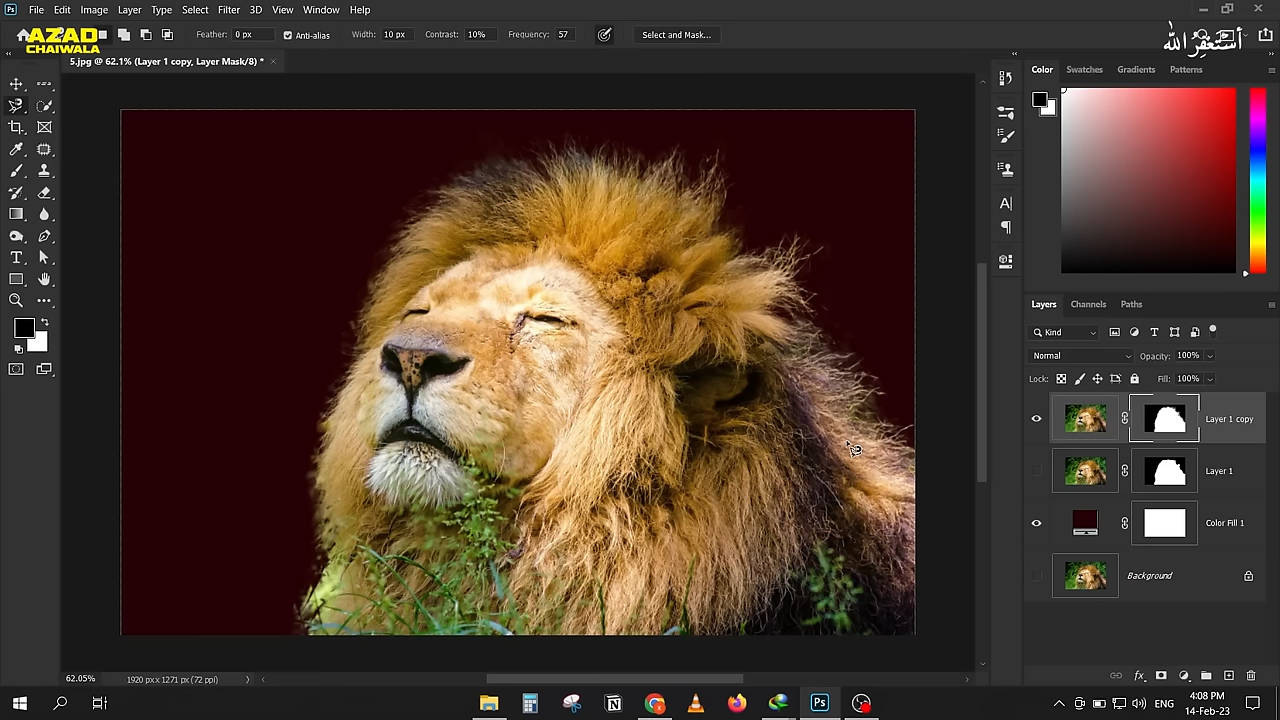 Ps File Edit Image Layer Type Select Filter 3D View Window Help
AZAD
CHAIWALA
Feather: 0 px Anti-alias Width: 10 px Contrast: 10% Frequency: 57 Select and Mask...
أستغفر الله
5.jpg @ 62.1% (Layer 1 copy, Layer Mask/8) *
Color Swatches Gradients Patterns
Layers Channels Paths
Kind
Normal Opacity: 100%
Lock: Fill: 100%
Layer 1 copy
Layer 1
Color Fill 1
Background
62.05% 1920 px x 1271 px (72 ppi)
Ps ENG 4:08 PM
14-Feb-23